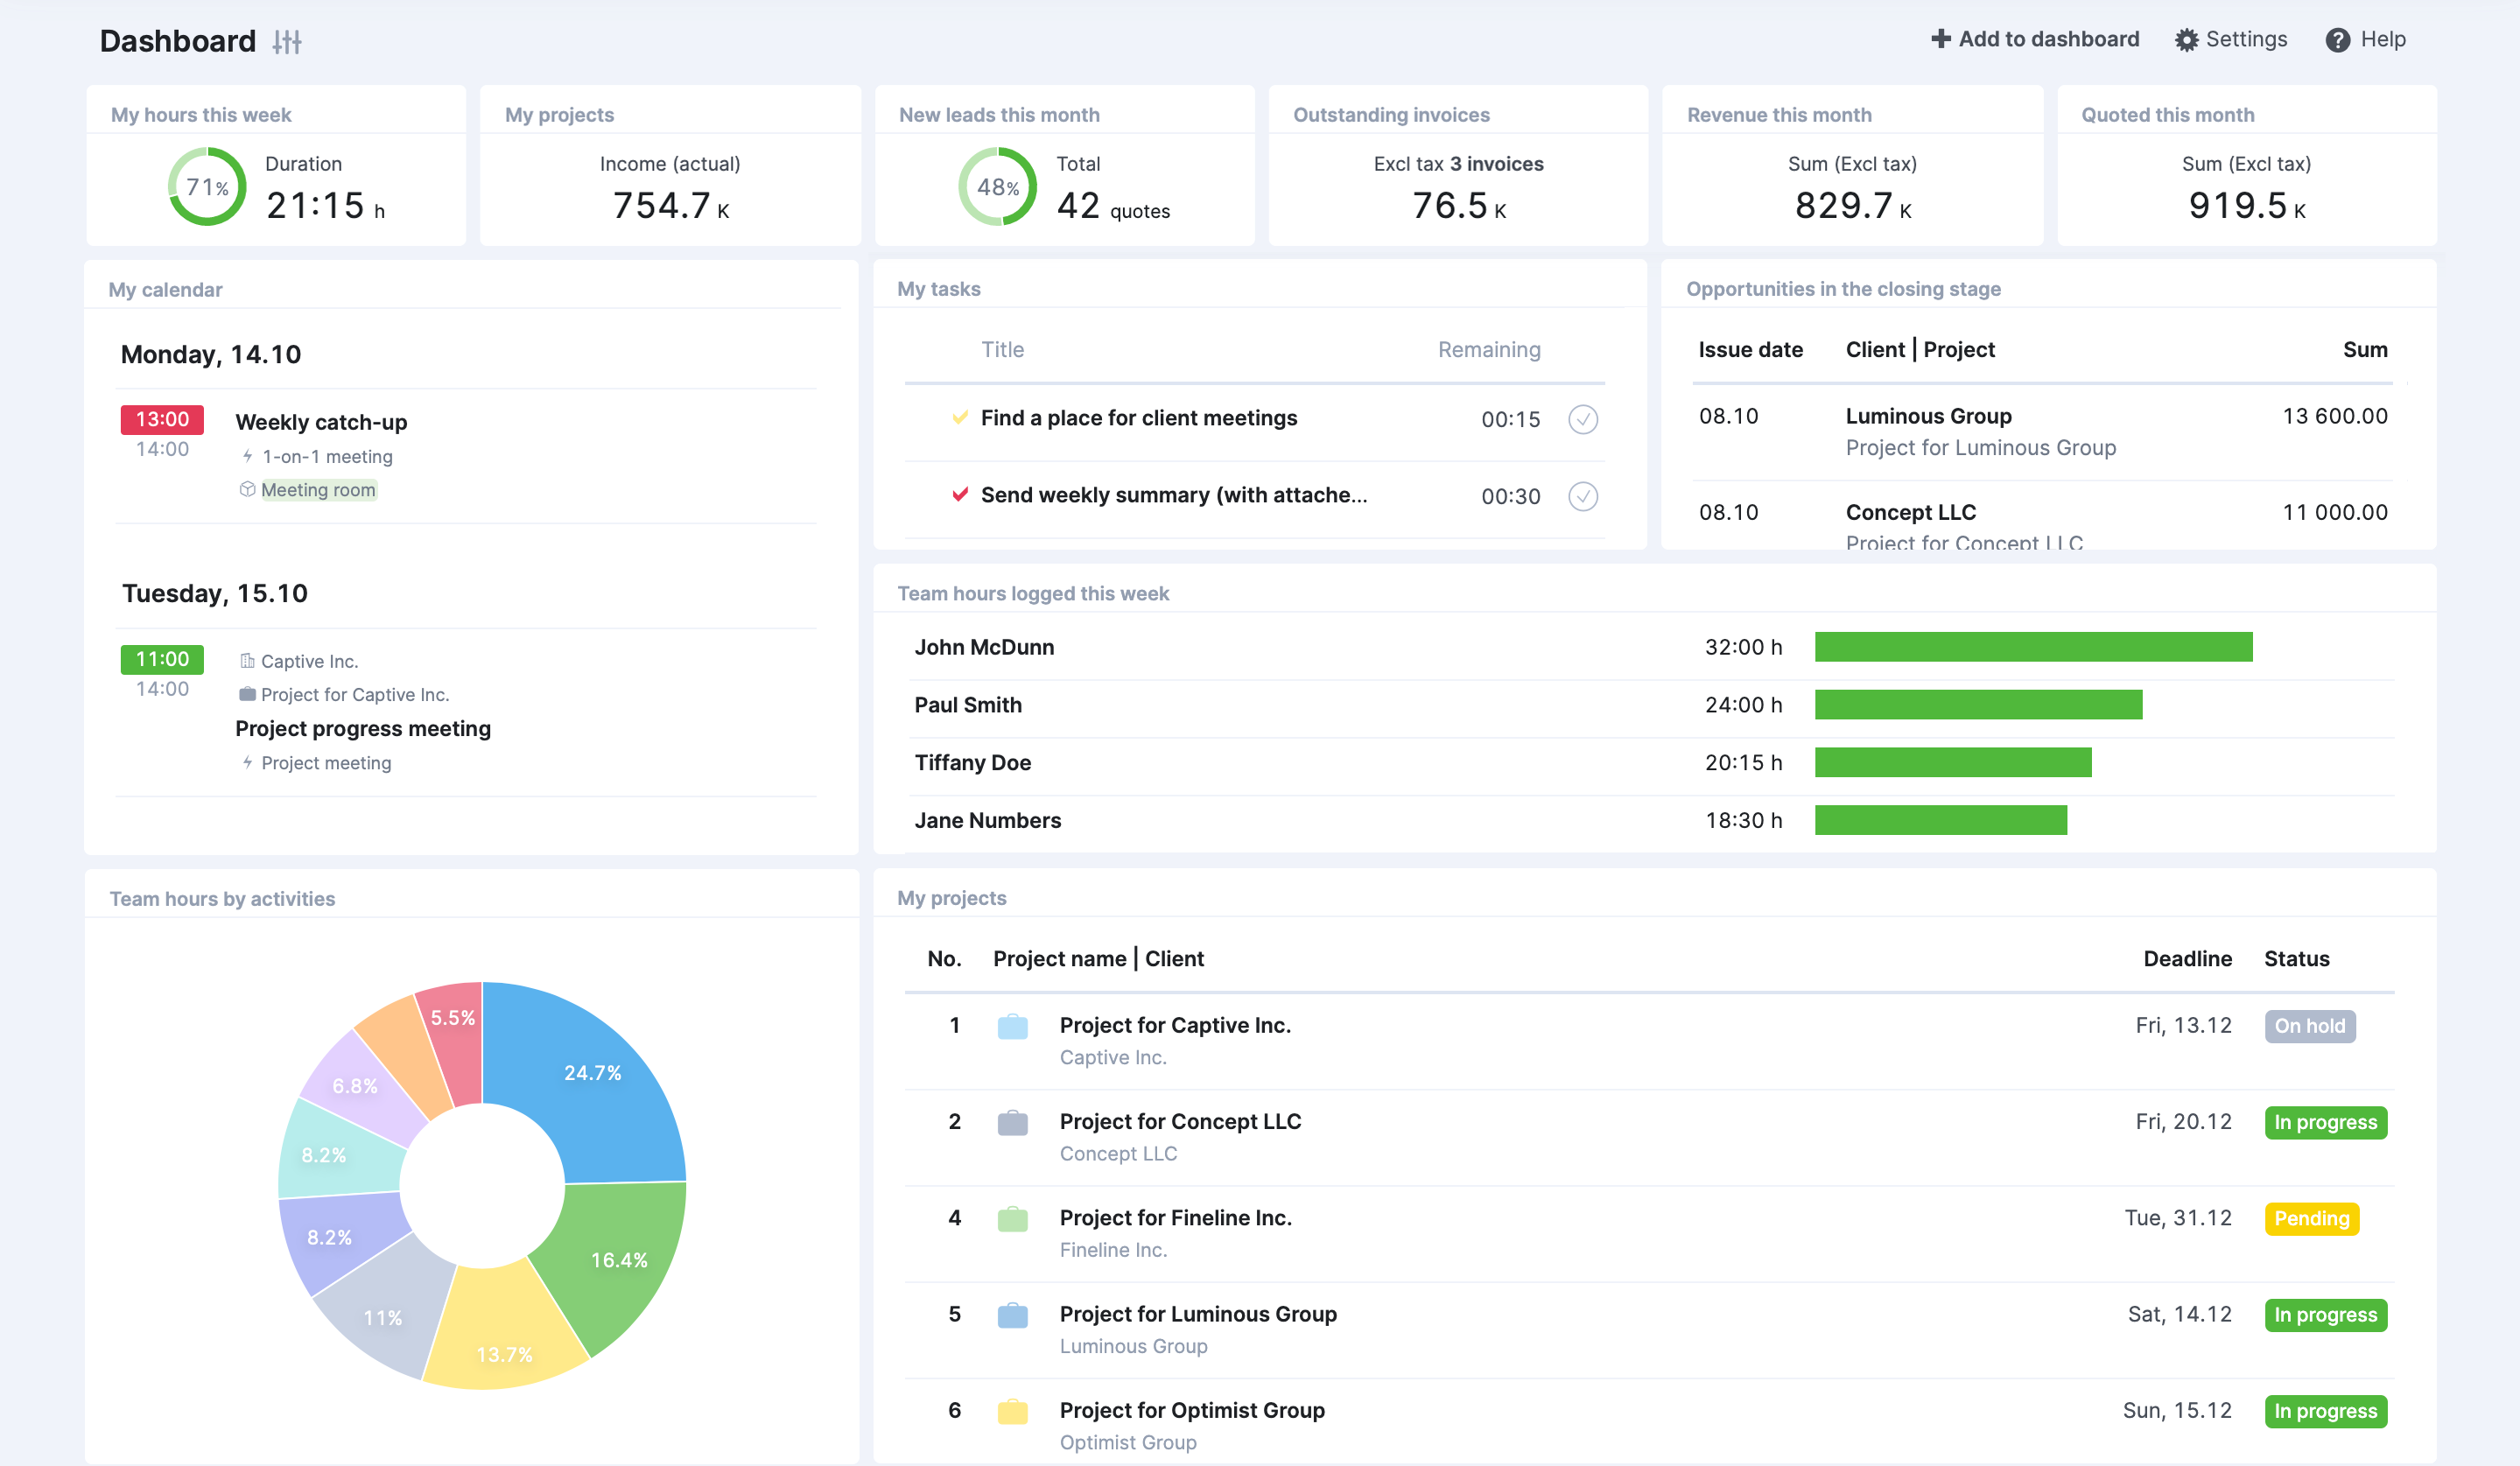 Dashboard
+ Add to dashboard
Settings
? Help
My hours this week
71%
Duration
21:15 h
My projects
Income (actual)
754.7 K
New leads this month
48%
Total
42 quotes
Outstanding invoices
Excl tax 3 invoices
76.5 K
Revenue this month
Sum (Excl tax)
829.7 K
Quoted this month
Sum (Excl tax)
919.5 K
My calendar
Monday, 14.10
13:00
14:00
Weekly catch-up
1-on-1 meeting
Meeting room
Tuesday, 15.10
11:00
14:00
Captive Inc.
Project for Captive Inc.
Project progress meeting
Project meeting
My tasks
Title Remaining
Find a place for client meetings 00:15
Send weekly summary (with attache... 00:30
Opportunities in the closing stage
Issue date Client | Project Sum
08.10 Luminous Group 13 600.00
Project for Luminous Group
08.10 Concept LLC 11 000.00
Project for Concept LLC
Team hours logged this week
John McDunn 32:00 h
Paul Smith 24:00 h
Tiffany Doe 20:15 h
Jane Numbers 18:30 h
Team hours by activities
5.5%
24.7%
6.8%
8.2%
8.2%
16.4%
11%
13.7%
My projects
No. Project name | Client Deadline Status
1 Project for Captive Inc. Fri, 13.12 On hold
Captive Inc.
2 Project for Concept LLC Fri, 20.12 In progress
Concept LLC
4 Project for Fineline Inc. Tue, 31.12 Pending
Fineline Inc.
5 Project for Luminous Group Sat, 14.12 In progress
Luminous Group
6 Project for Optimist Group Sun, 15.12 In progress
Optimist Group